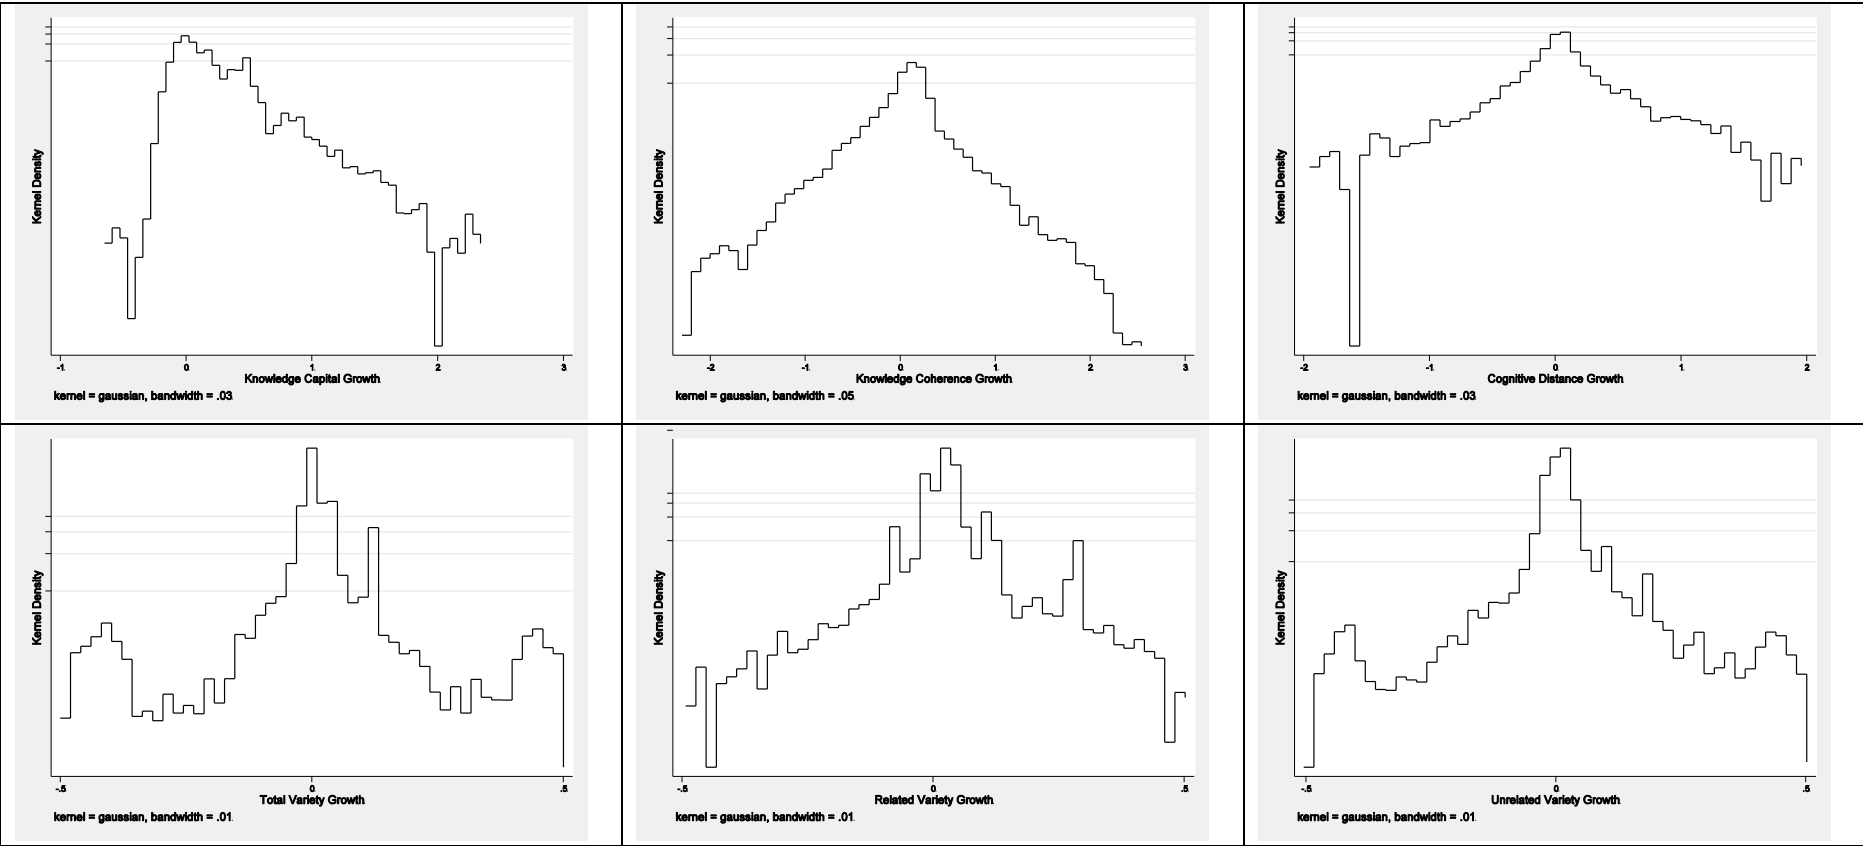 Kernel Density
-1 0 1 2 3
Knowledge Capital Growth
kernel = gaussian, bandwidth = .03
Kernel Density
-2 -1 0 1 2 3
Knowledge Coherence Growth
kernel = gaussian, bandwidth = .05
Kernel Density
-2 -1 0 1 2
Cognitive Distance Growth
kernel = gaussian, bandwidth = .03
Kernel Density
-.5 0 .5
Total Variety Growth
kernel = gaussian, bandwidth = .01
Kernel Density
-.5 0 .5
Related Variety Growth
kernel = gaussian, bandwidth = .01
Kernel Density
-.5 0 .5
Unrelated Variety Growth
kernel = gaussian, bandwidth = .01